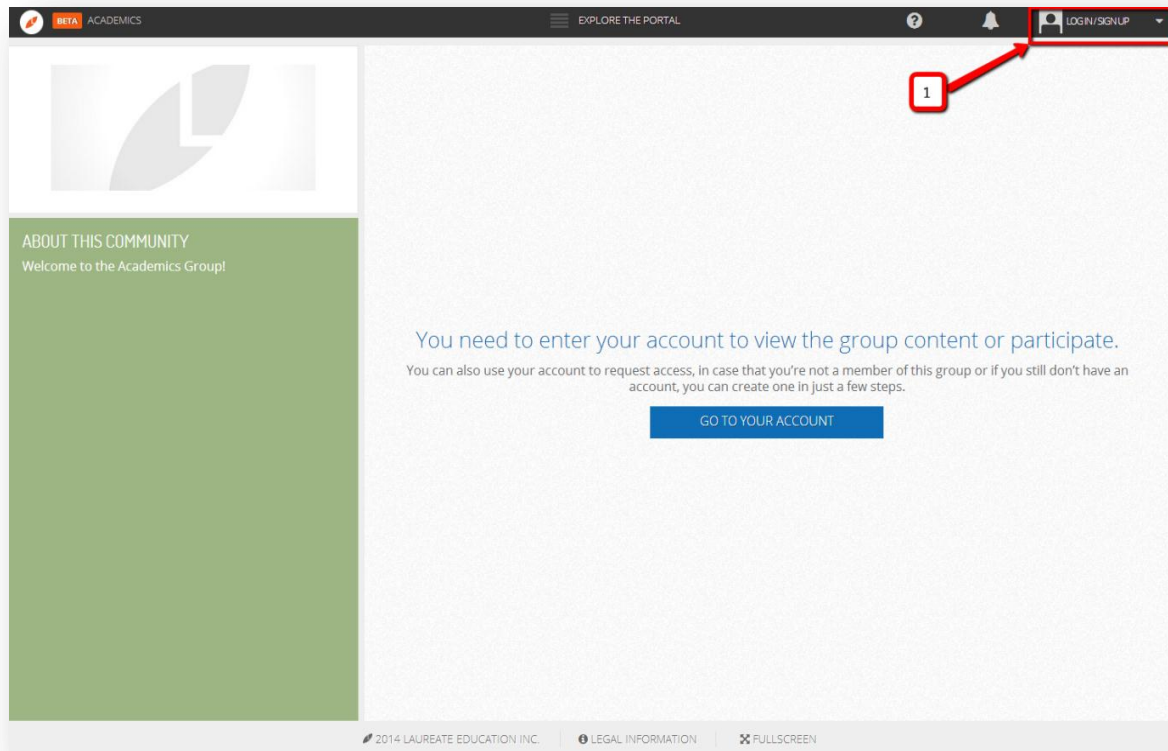 BETA ACADEMICS
EXPLORE THE PORTAL
LOGIN/SIGN UP
1
ABOUT THIS COMMUNITY
Welcome to the Academics Group!
You need to enter your account to view the group content or participate.
You can also use your account to request access, in case that you're not a member of this group or if you still don't have an
account, you can create one in just a few steps.
GO TO YOUR ACCOUNT
2014 LAUREATE EDUCATION INC.
LEGAL INFORMATION
FULLSCREEN